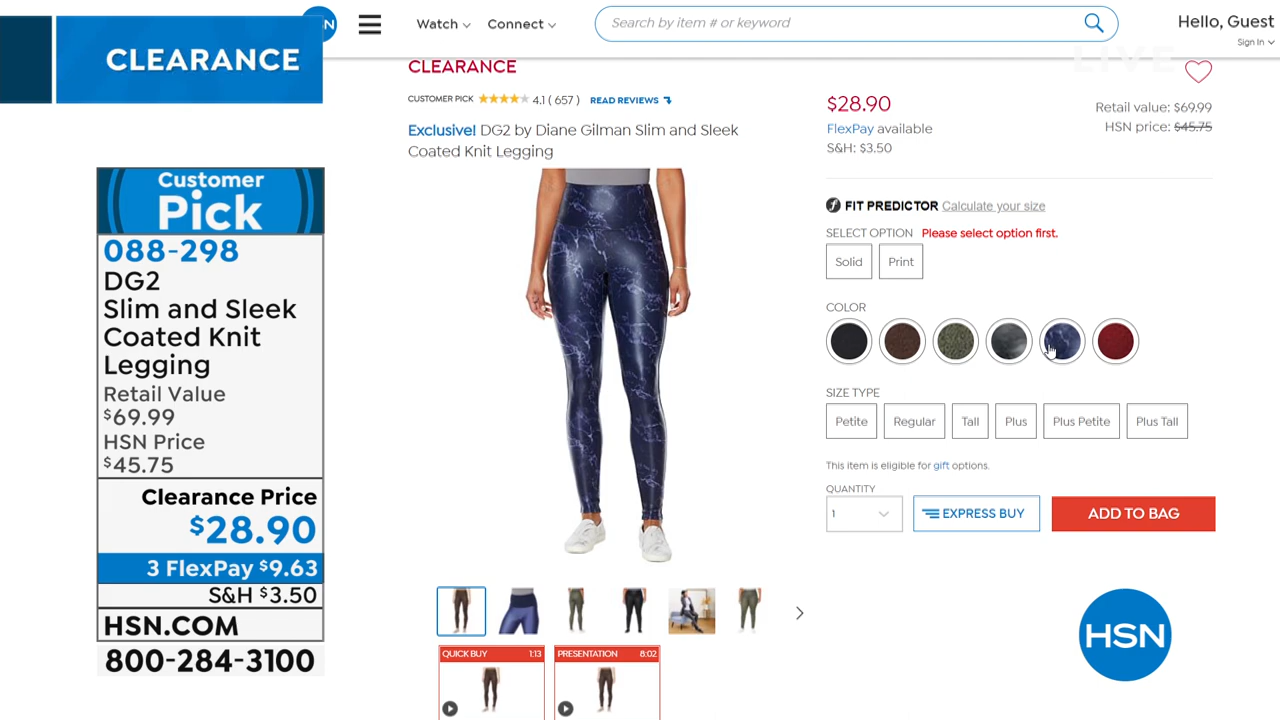 CLEARANCE
Customer
Pick
088-298
DG2
Slim and Sleek
Coated Knit
Legging
Retail Value
$69.99
HSN Price
$45.75
Clearance Price
$28.90
3 FlexPay $9.63
S&H $3.50
HSN.COM
800-284-3100
Watch
Connect
Search by item # or keyword
Hello, Guest
Sign In
LIVE
CLEARANCE
CUSTOMER PICK 4.1 ( 657 ) READ REVIEWS
Exclusive! DG2 by Diane Gilman Slim and Sleek
Coated Knit Legging
QUICK BUY 1:13
PRESENTATION 8:02
$28.90
FlexPay available
S&H: $3.50
Retail value: $69.99
HSN price: $45.75
FIT PREDICTOR Calculate your size
SELECT OPTION Please select option first.
Solid
Print
COLOR
SIZE TYPE
Petite
Regular
Tall
Plus
Plus Petite
Plus Tall
This item is eligible for gift options.
QUANTITY
1
EXPRESS BUY
ADD TO BAG
HSN